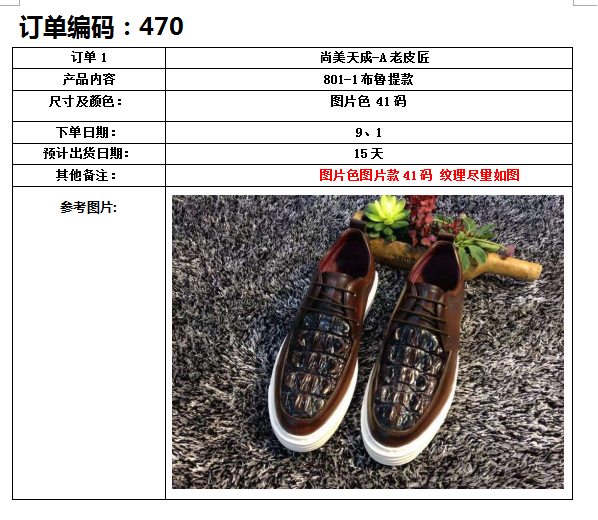 订单编码：470
订单 1 尚美天成-A 老皮匠
产品内容 801-1 布鲁提款
尺寸及颜色： 图片色 41 码
下单日期： 9、1
预计出货日期： 15 天
其他备注： 图片色图片款 41 码 纹理尽量如图
参考图片: